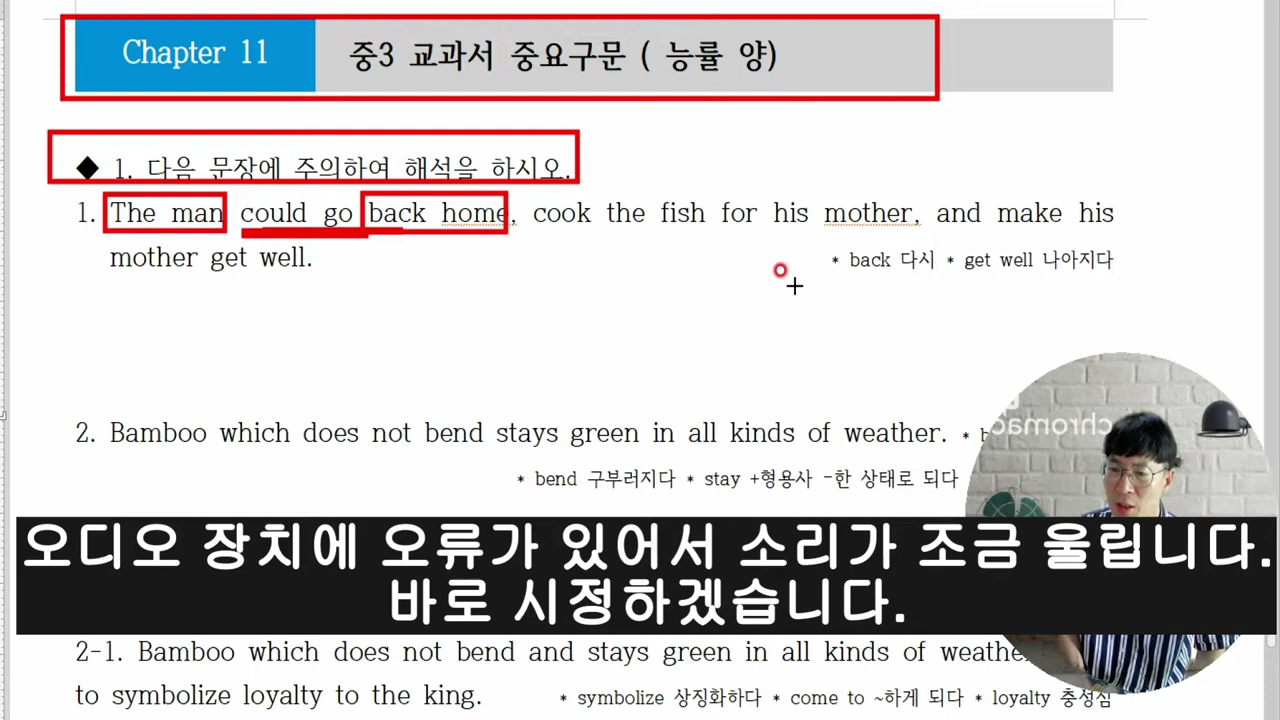 Chapter 11
중3 교과서 중요구문 ( 능률 양)
◆ 1. 다음 문장에 주의하여 해석을 하시오.
1. The man could go back home, cook the fish for his mother, and make his
mother get well.
* back 다시 * get well 나아지다
2. Bamboo which does not bend stays green in all kinds of weather. *
* bend 구부러지다 * stay +형용사 -한 상태로 되다
chromac
오디오 장치에 오류가 있어서 소리가 조금 울립니다.
바로 시정하겠습니다.
2-1. Bamboo which does not bend and stays green in all kinds of
to symbolize loyalty to the king. * symbolize 상징화하다 * come to ~하게 되다 * loyalty 충성심